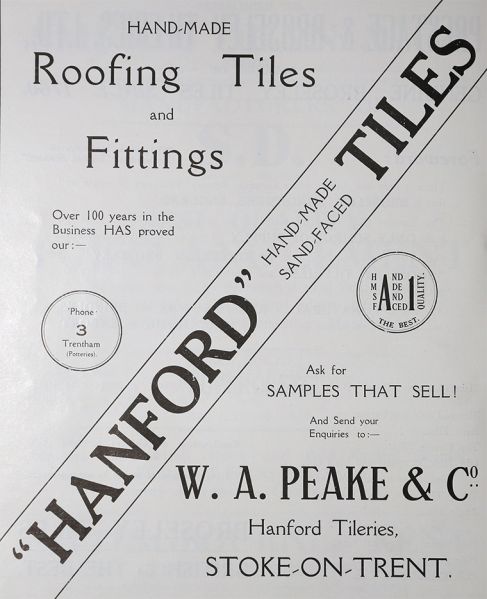 HAND-MADE
Roofing Tiles
and
Fittings
Over 100 years in the
Business HAS proved
our:—
"HANFORD" HAND-MADE SAND-FACED TILES
'Phone
3
Trentham
(Potteries).
HAND
MADE
SAND
FACED
A1
QUALITY.
THE BEST.
Ask for
SAMPLES THAT SELL!
And Send your
Enquiries to:—
W. A. PEAKE & Co.
Hanford Tileries,
STOKE-ON-TRENT.